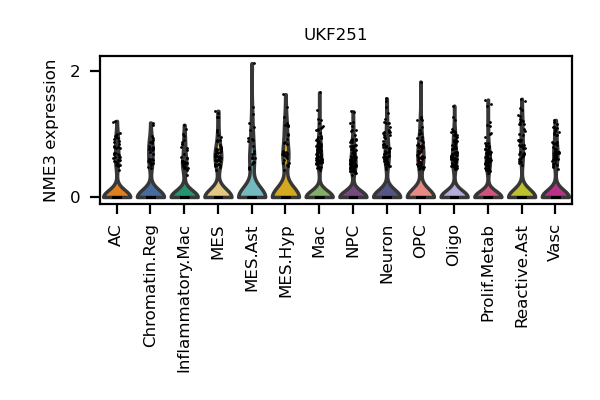 UKF251
NME3 expression
2
0
AC
Chromatin.Reg
Inflammatory.Mac
MES
MES.Ast
MES.Hyp
Mac
NPC
Neuron
OPC
Oligo
Prolif.Metab
Reactive.Ast
Vasc